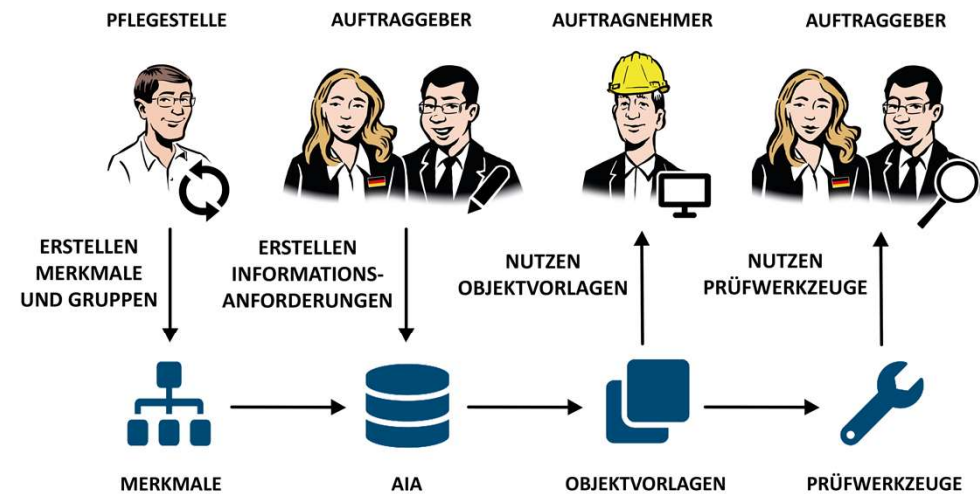 PFLEGESTELLE
AUFTRAGGEBER
AUFTRAGNEHMER
AUFTRAGGEBER
ERSTELLEN
MERKMALE
UND GRUPPEN
ERSTELLEN
INFORMATIONS-
ANFORDERUNGEN
NUTZEN
OBJEKTVORLAGEN
NUTZEN
PRÜFWERKZEUGE
MERKMALE
AIA
OBJEKTVORLAGEN
PRÜFWERKZEUGE